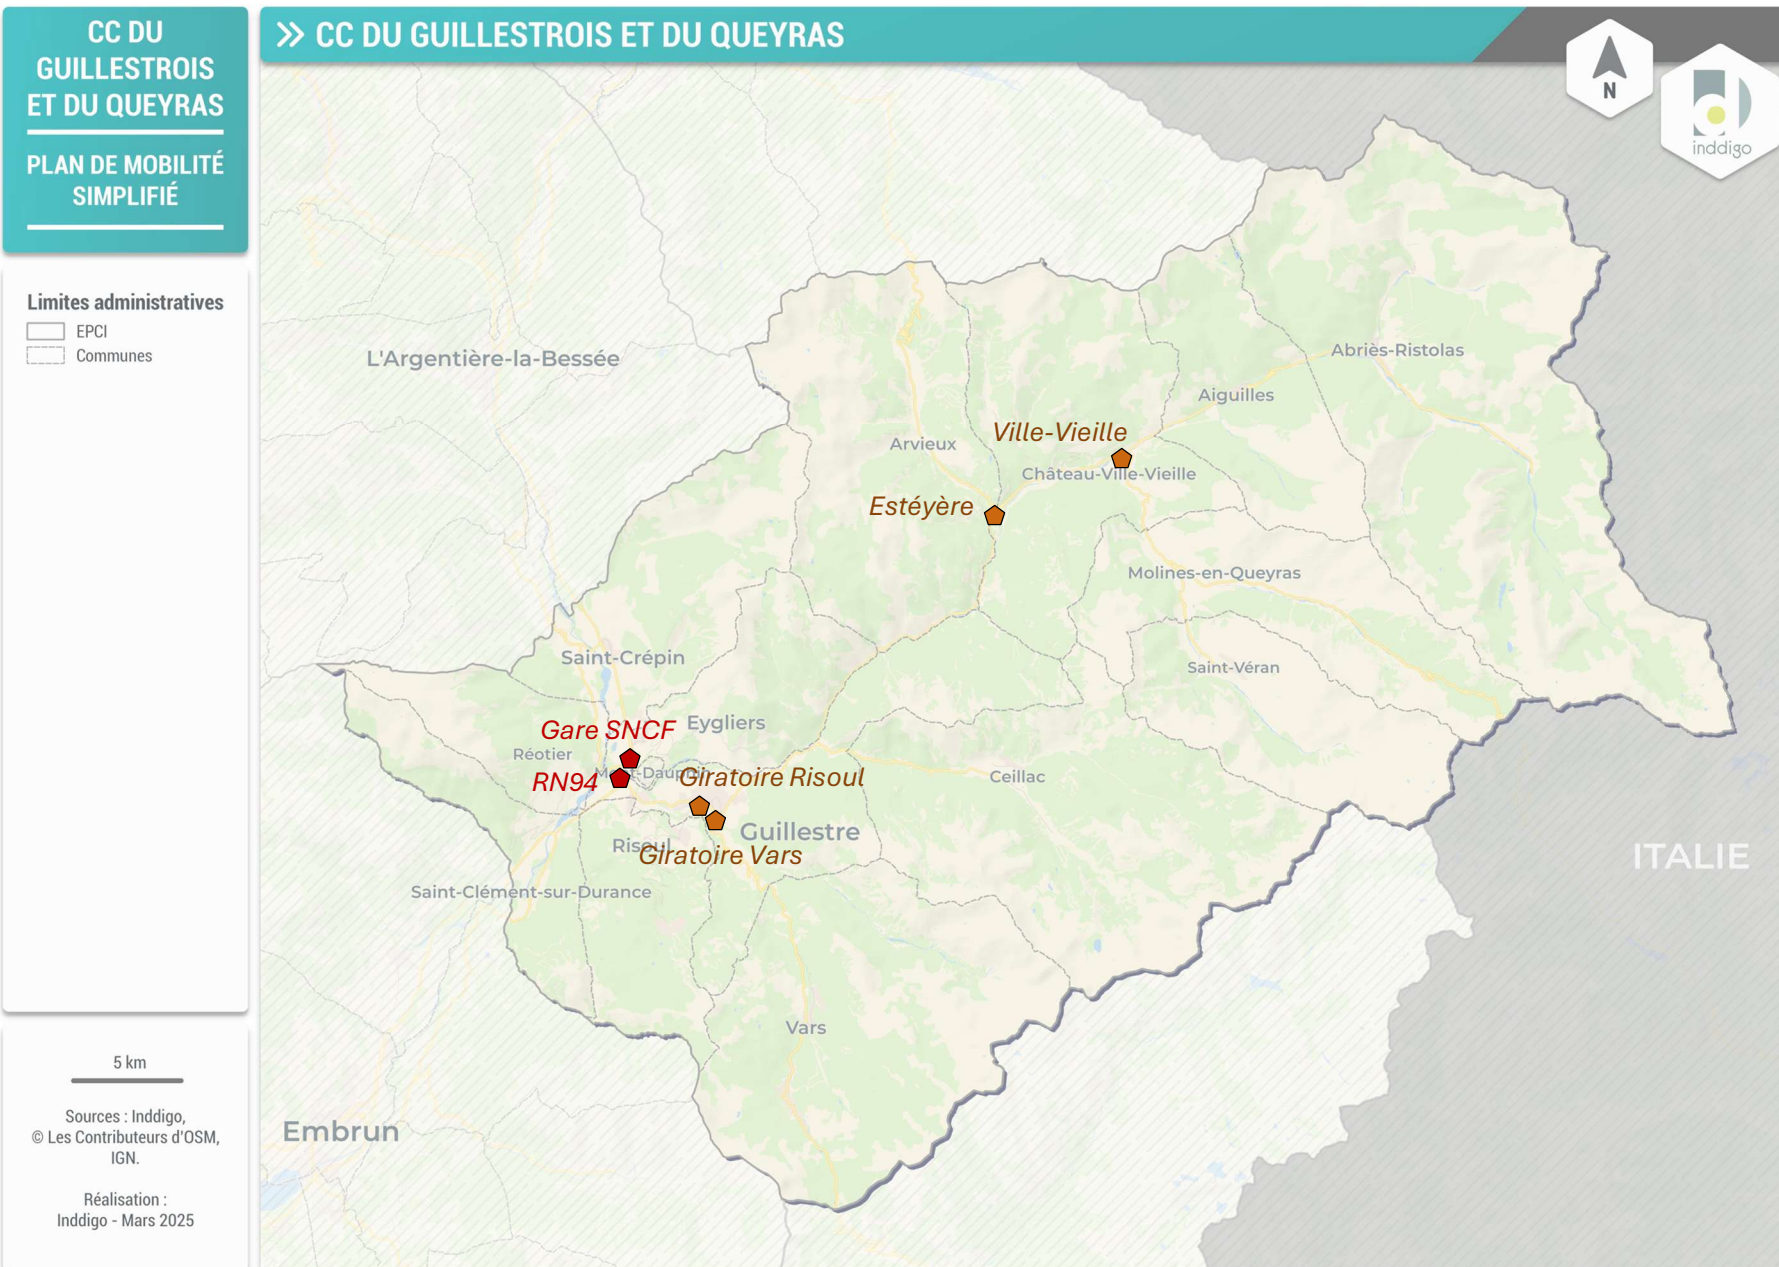 CC DU
GUILLESTROIS
ET DU QUEYRAS
PLAN DE MOBILITÉ
SIMPLIFIÉ
>> CC DU GUILLESTROIS ET DU QUEYRAS
N
inddigo
Limites administratives
EPCI
Communes
L'Argentière-la-Bessée
Abriès-Ristolas
Aiguilles
Ville-Vieille
Arvieux
Château-Ville-Vieille
Estéyère
Molines-en-Queyras
Saint-Crépin
Saint-Véran
Gare SNCF
Eygliers
Réotier
Mont-Dauphin
Giratoire Risoul
RN94
Ceillac
Guillestre
Risoul
Giratoire Vars
ITALIE
Saint-Clément-sur-Durance
Vars
Embrun
5 km
Sources : Inddigo,
© Les Contributeurs d'OSM,
IGN.
Réalisation :
Inddigo - Mars 2025